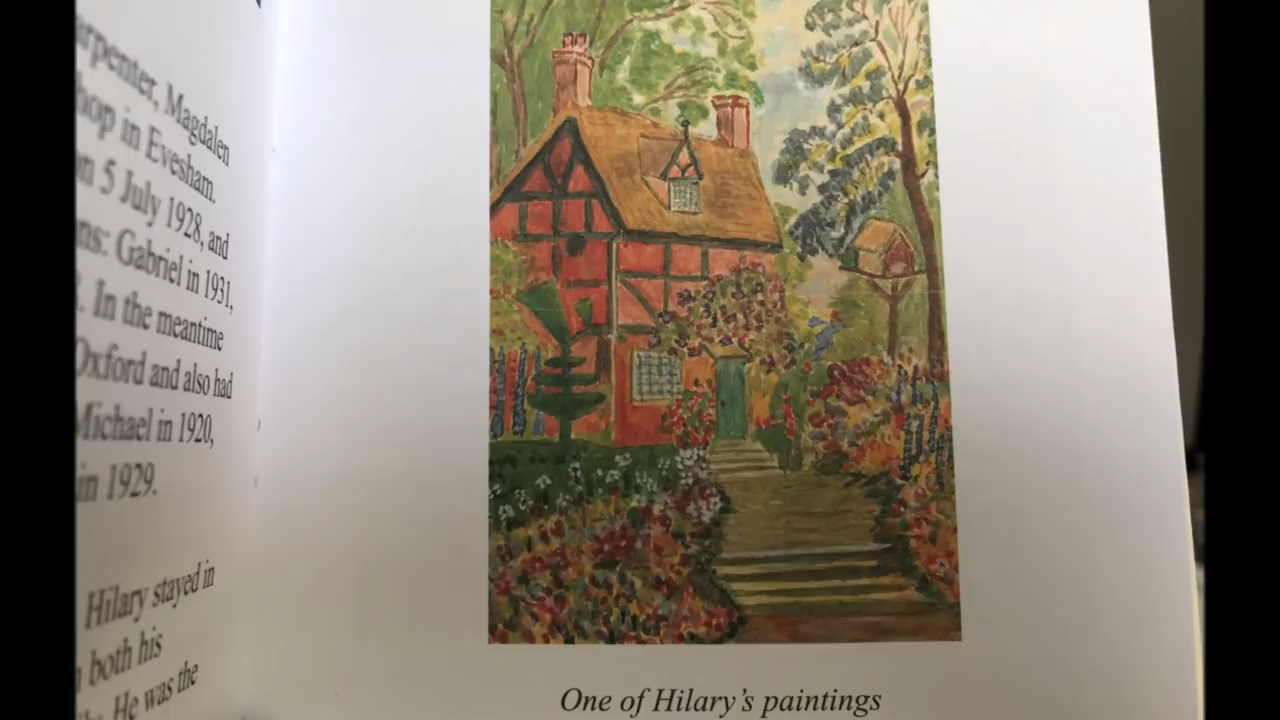 arpenter, Magdalen
hop in Evesham.
n 5 July 1928, and
ns: Gabriel in 1931,
. In the meantime
Oxford and also had
Michael in 1920,
in 1929.
Hilary stayed in
both his
He was the
One of Hilary's paintings